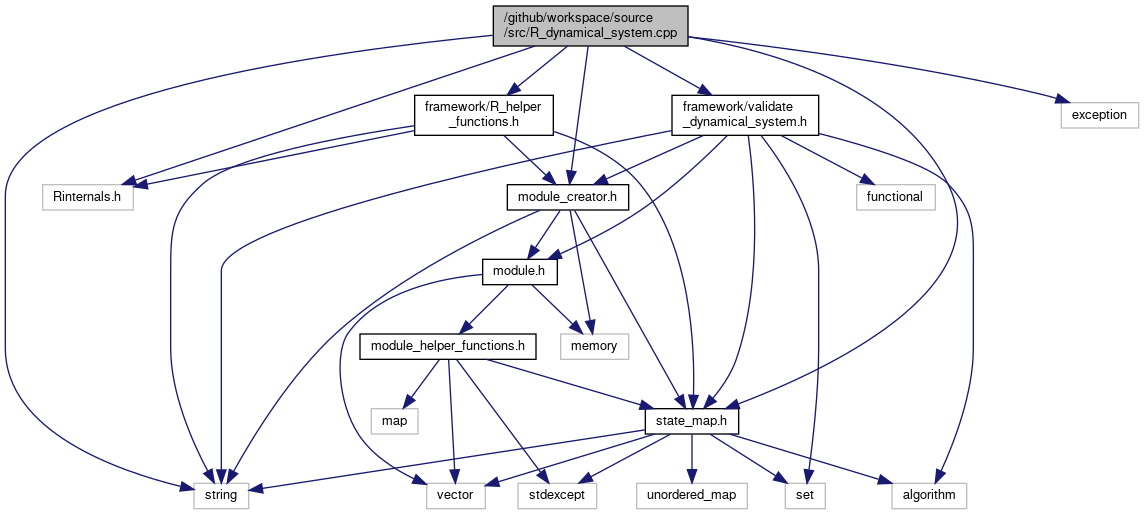 /github/workspace/source
/src/R_dynamical_system.cpp
framework/R_helper
_functions.h
framework/validate
_dynamical_system.h
exception
Rinternals.h
module_creator.h
functional
module.h
module_helper_functions.h
memory
map
state_map.h
string
vector
stdexcept
unordered_map
set
algorithm